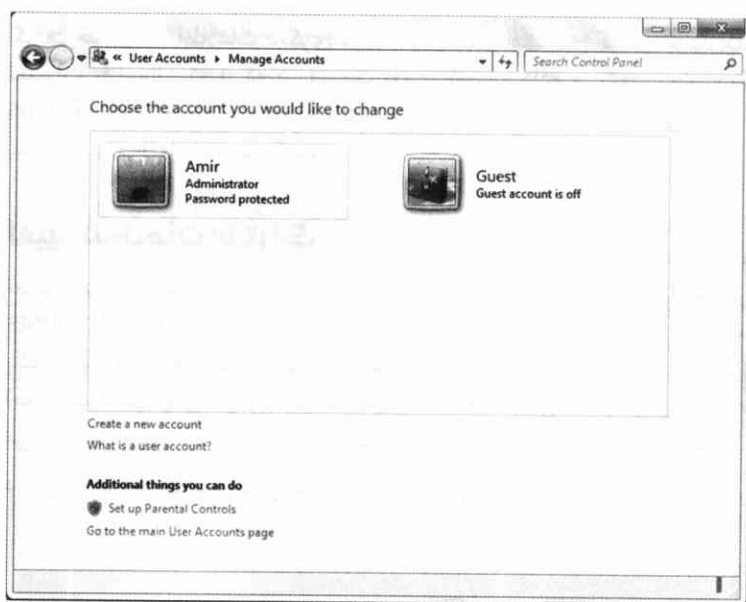 « User Accounts ▸ Manage Accounts
Search Control Panel
Choose the account you would like to change
Amir
Administrator
Password protected
Guest
Guest account is off
Create a new account
What is a user account?
Additional things you can do
Set up Parental Controls
Go to the main User Accounts page